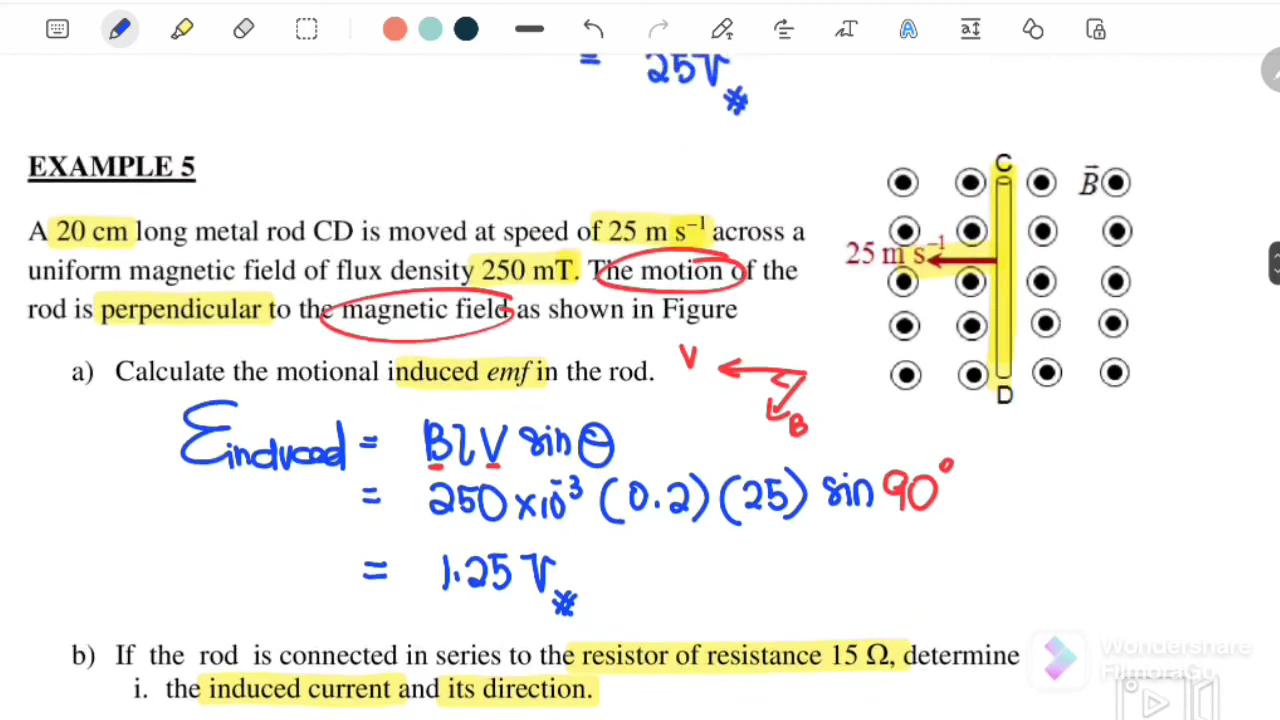 = 25V
EXAMPLE 5
A 20 cm long metal rod CD is moved at speed of 25 m s⁻¹ across a
uniform magnetic field of flux density 250 mT. The motion of the
rod is perpendicular to the magnetic field as shown in Figure
C
B⃗
25 m s⁻¹
D
a) Calculate the motional induced emf in the rod.
V
B
Ɛinduced = BlV sin θ
= 250 ×10⁻³ (0.2) (25) sin 90°
= 1.25 V
b) If the rod is connected in series to the resistor of resistance 15 Ω, determine
i. the induced current and its direction.
Wondershare
FilmoraGo